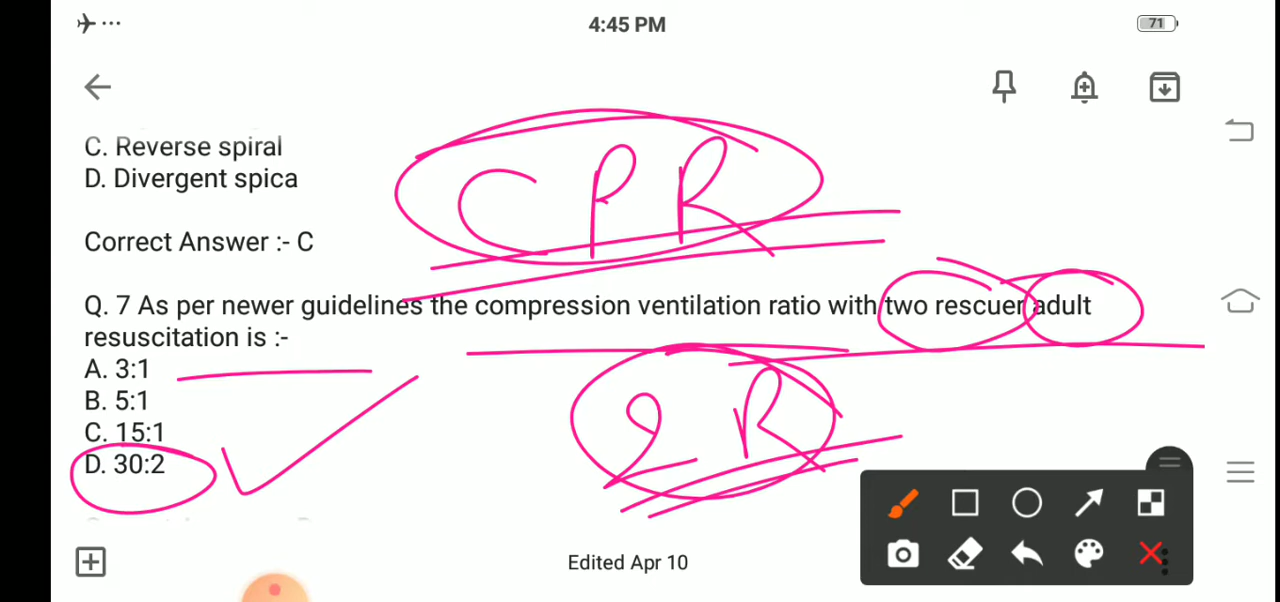 4:45 PM
71
C. Reverse spiral
D. Divergent spica
CPR
Correct Answer :- C
Q. 7 As per newer guidelines the compression ventilation ratio with two rescuer adult
resuscitation is :-
A. 3:1
B. 5:1
2R
C. 15:1
D. 30:2
Edited Apr 10